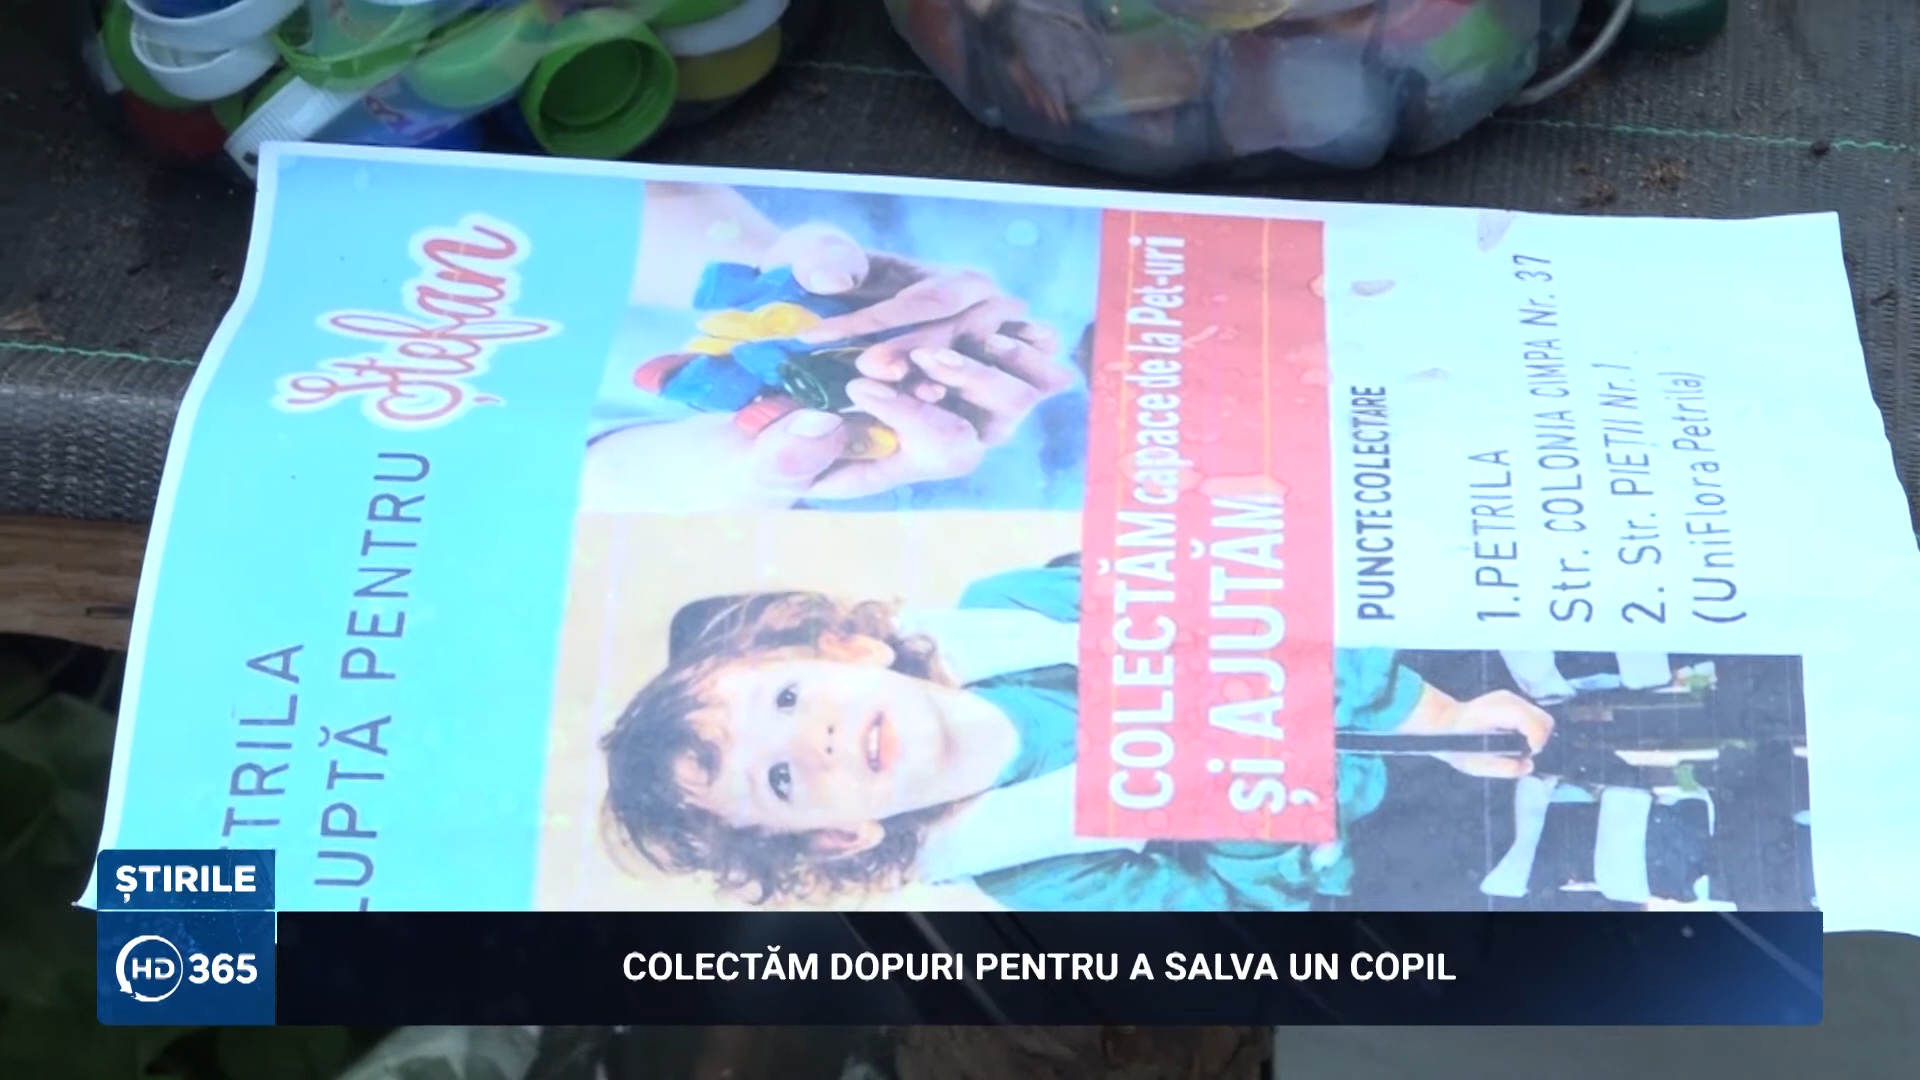 TRILA
LUPTĂ PENTRU Ștefan
COLECTĂM capace de la Pet-uri
și AJUTĂM
PUNCTE COLECTARE
1.PETRILA
Str. COLONIA CIMPA Nr. 37
2. Str. PIEȚII Nr. 1
(UniFlora Petrila)
ȘTIRILE
HD 365
COLECTĂM DOPURI PENTRU A SALVA UN COPIL